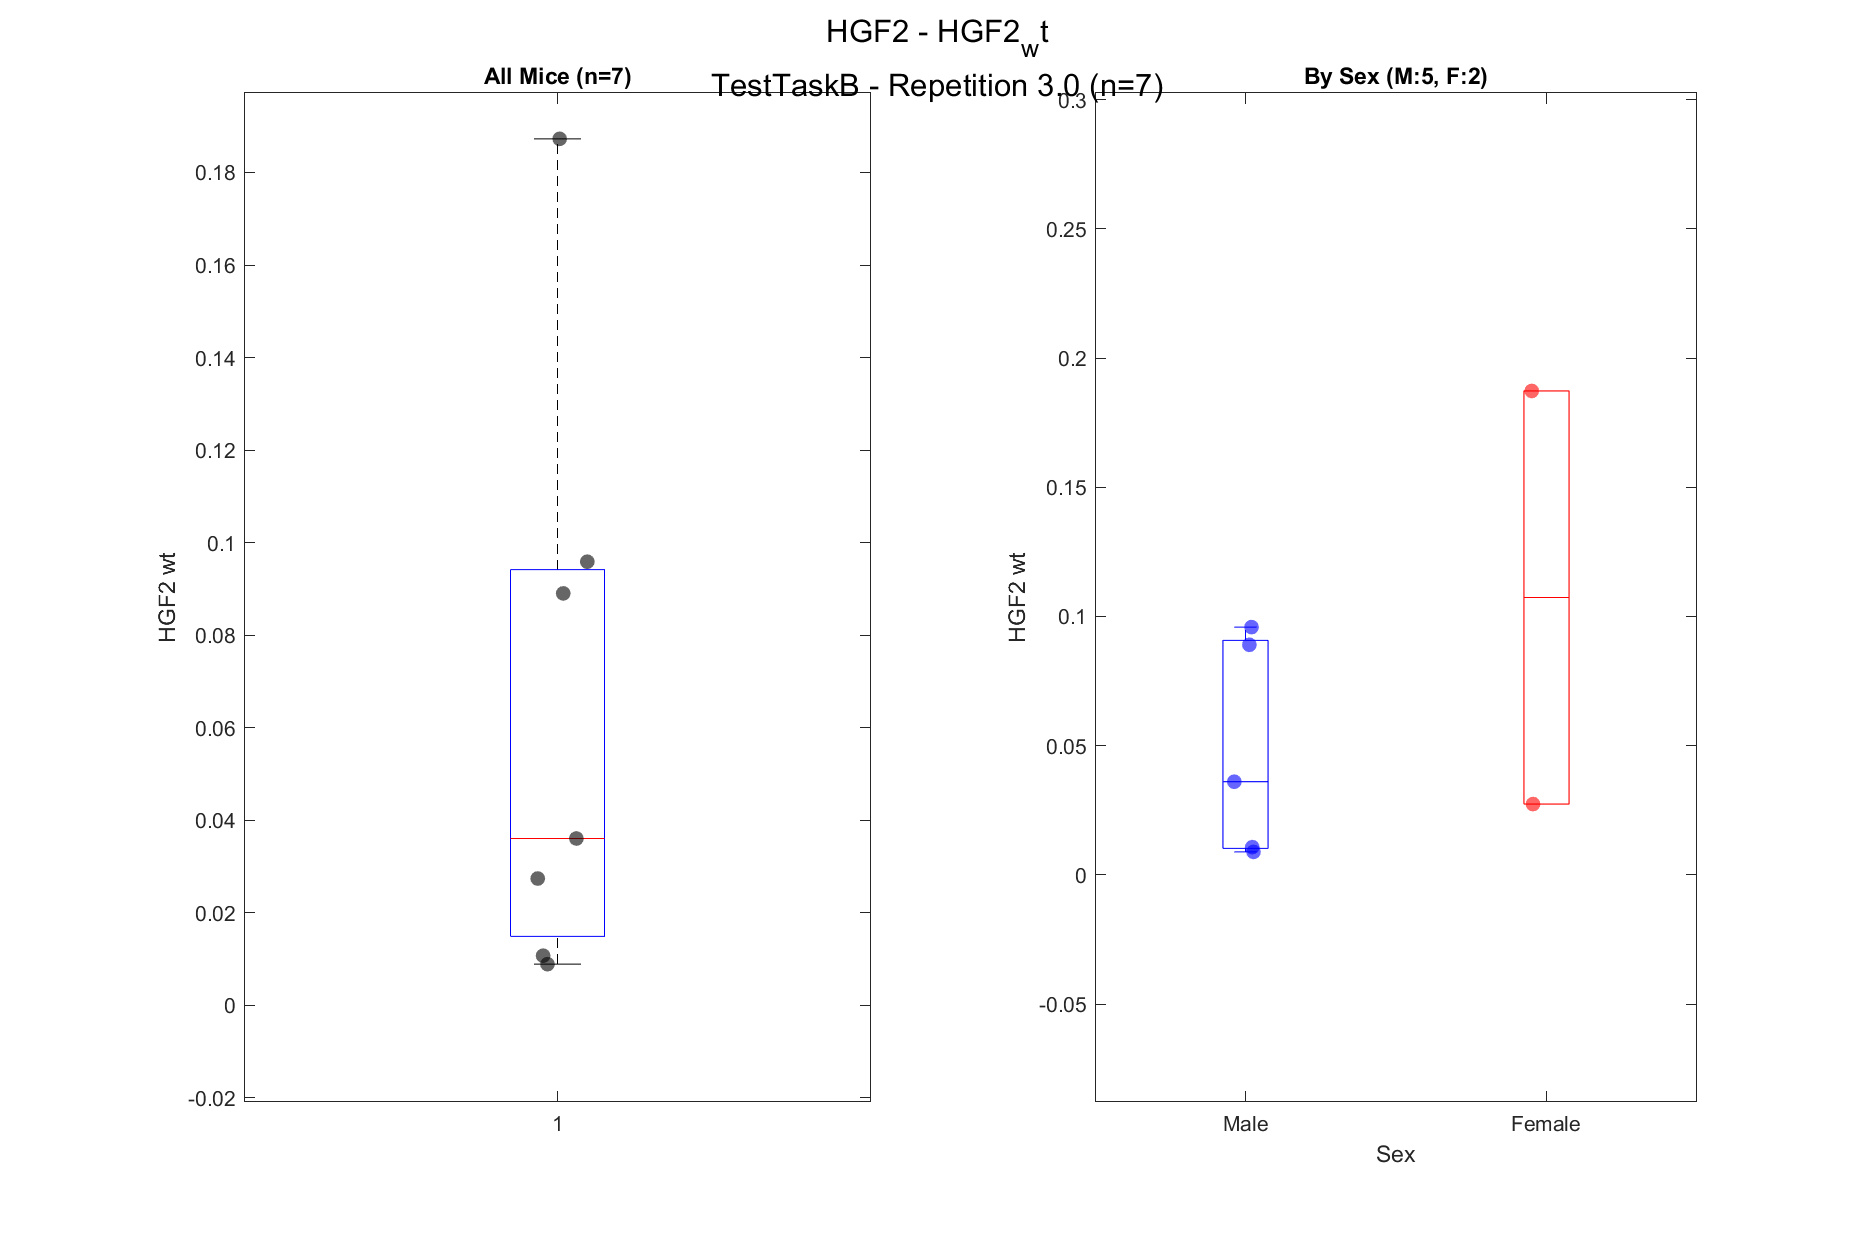 HGF2 - HGF2wt
TestTaskB - Repetition 3.0 (n=7)
All Mice (n=7)
HGF2 wt
0.18
0.16
0.14
0.12
0.1
0.08
0.06
0.04
0.02
0
-0.02
1
By Sex (M:5, F:2)
HGF2 wt
0.3
0.25
0.2
0.15
0.1
0.05
0
-0.05
Male Female
Sex